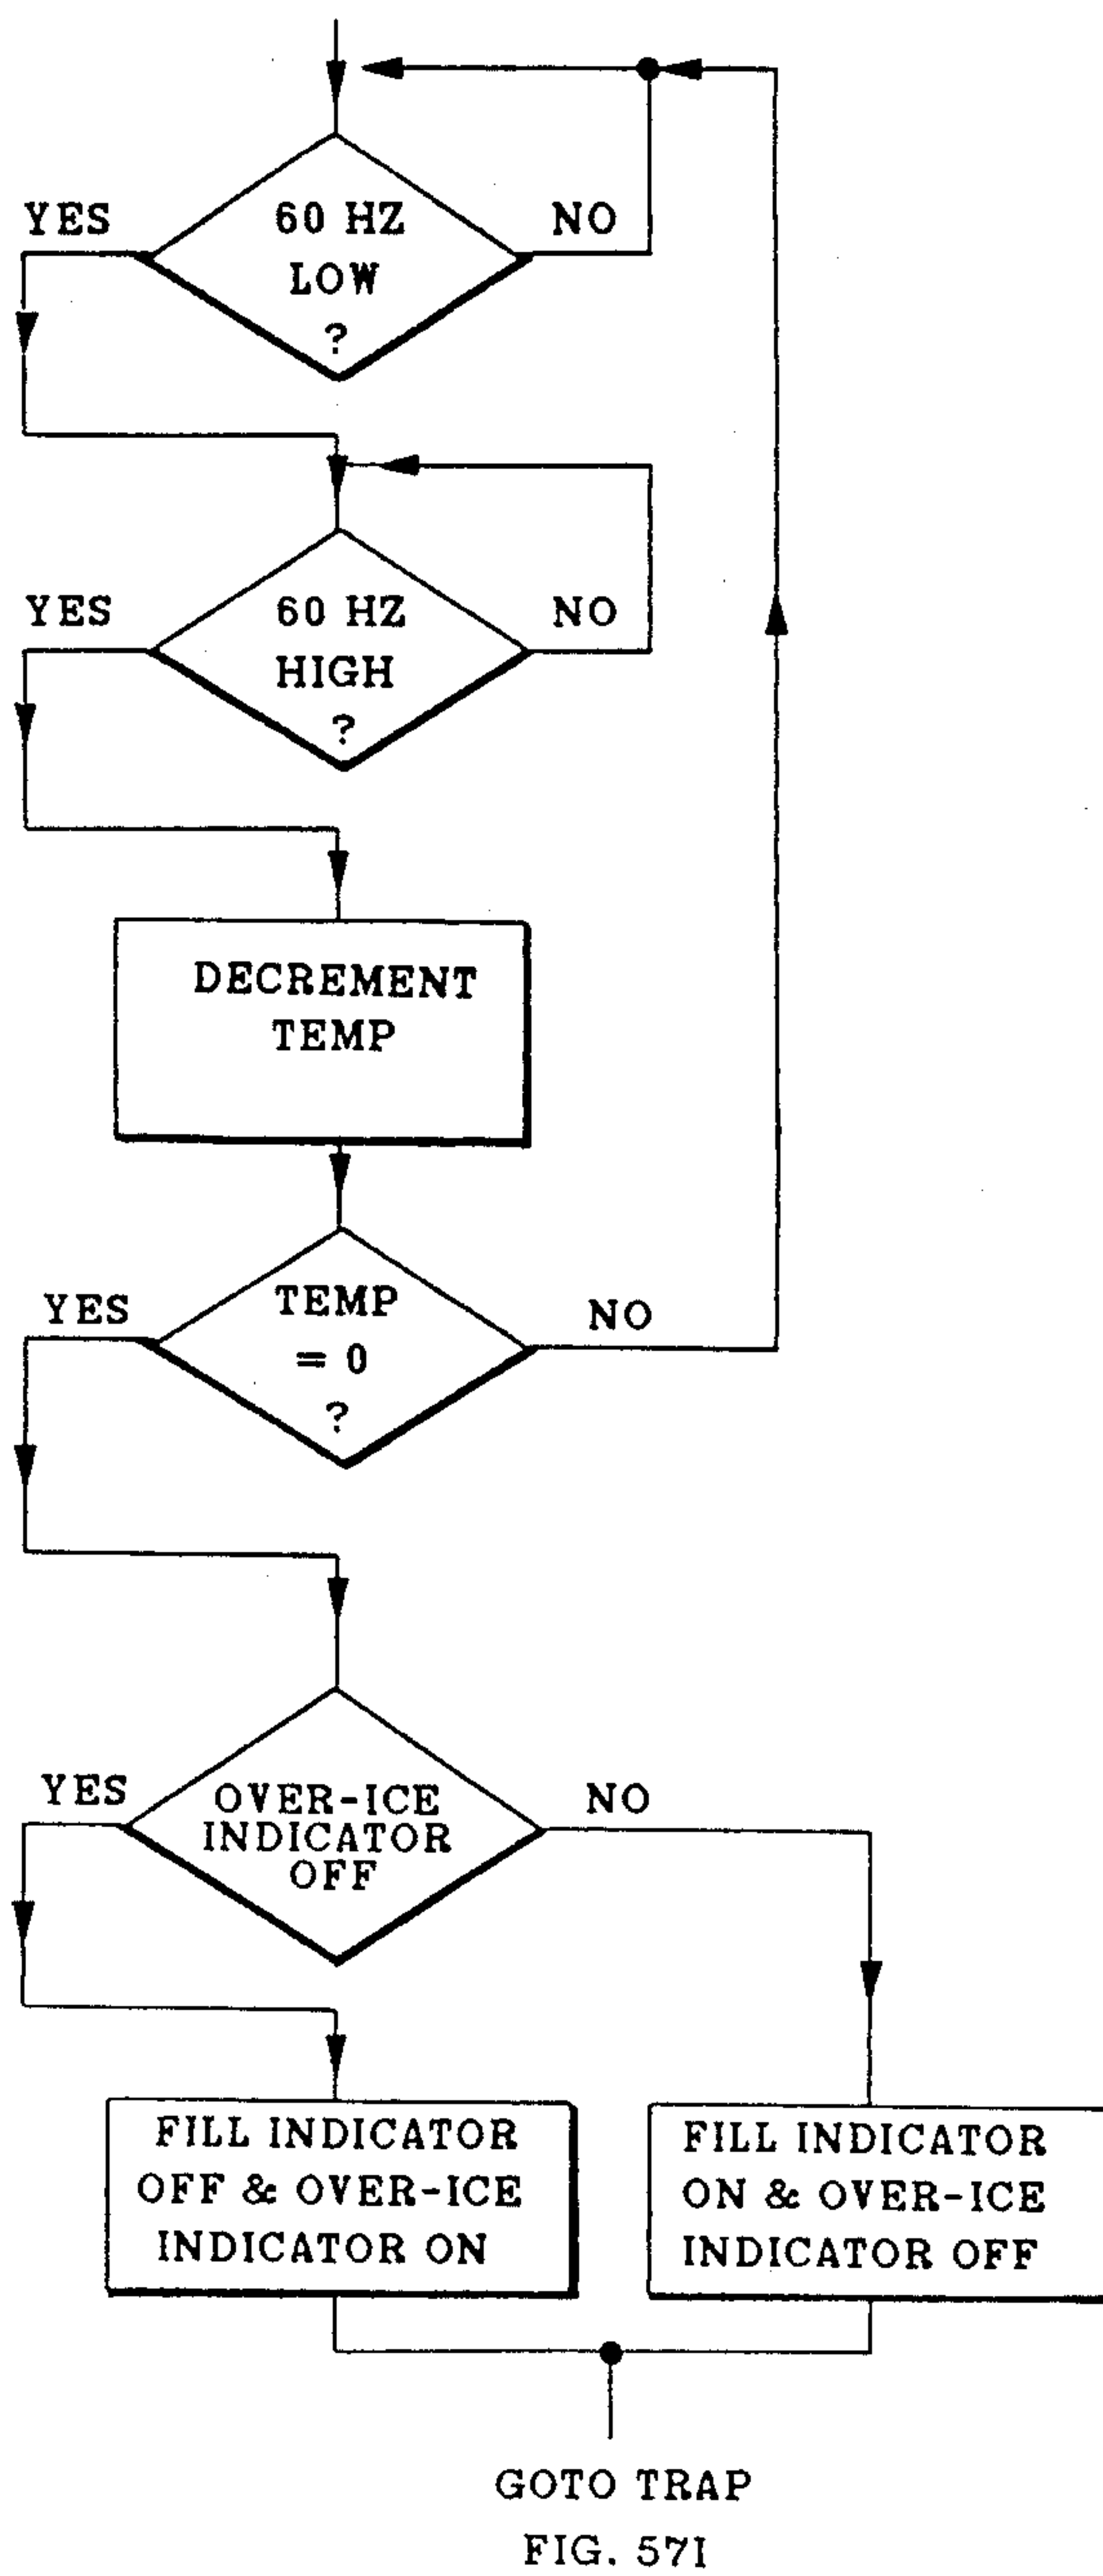 YES
60 HZ
LOW
?
NO
YES
60 HZ
HIGH
?
NO
DECREMENT
TEMP
YES
TEMP
= 0
?
NO
YES
OVER-ICE
INDICATOR
OFF
NO
FILL INDICATOR
OFF & OVER-ICE
INDICATOR ON
FILL INDICATOR
ON & OVER-ICE
INDICATOR OFF
GOTO TRAP
FIG. 57I